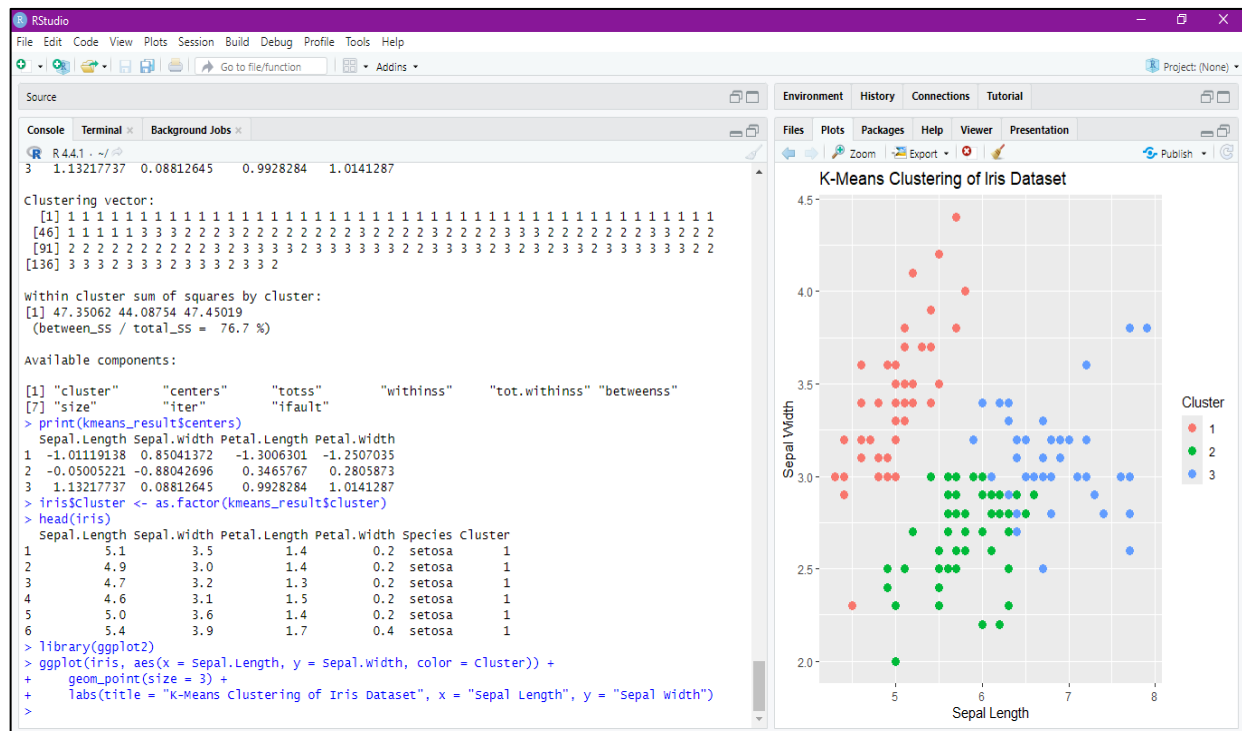 RStudio
File Edit Code View Plots Session Build Debug Profile Tools Help
Go to file/function
Addins
Project: (None)
Source
Console Terminal Background Jobs
R 4.4.1 · ~/
3 1.13217737 0.08812645 0.9928284 1.0141287
Clustering vector:
[1] 1 1 1 1 1 1 1 1 1 1 1 1 1 1 1 1 1 1 1 1 1 1 1 1 1 1 1 1 1 1 1 1 1 1 1 1 1 1 1 1 1 1 1 1 1
[46] 1 1 1 1 1 3 3 3 2 2 2 3 2 2 2 2 2 2 2 2 3 2 2 2 2 3 2 2 2 2 3 3 3 2 2 2 2 2 2 2 3 3 2 2 2
[91] 2 2 2 2 2 2 2 2 2 2 3 2 3 3 3 3 2 3 3 3 3 3 3 2 2 3 3 3 3 2 3 2 3 2 3 3 2 3 3 3 3 3 3 2 2
[136] 3 3 3 2 3 3 3 2 3 3 3 2 3 3 2
Within cluster sum of squares by cluster:
[1] 47.35062 44.08754 47.45019
(between_SS / total_SS = 76.7 %)
Available components:
[1] "cluster" "centers" "totss" "withinss" "tot.withinss" "betweenss"
[7] "size" "iter" "ifault"
> print(kmeans_result$centers)
Sepal.Length Sepal.Width Petal.Length Petal.Width
1 -1.01119138 0.85041372 -1.3006301 -1.2507035
2 -0.05005221 -0.88042696 0.3465767 0.2805873
3 1.13217737 0.08812645 0.9928284 1.0141287
> iris$Cluster <- as.factor(kmeans_result$cluster)
> head(iris)
Sepal.Length Sepal.Width Petal.Length Petal.Width Species Cluster
1 5.1 3.5 1.4 0.2 setosa 1
2 4.9 3.0 1.4 0.2 setosa 1
3 4.7 3.2 1.3 0.2 setosa 1
4 4.6 3.1 1.5 0.2 setosa 1
5 5.0 3.6 1.4 0.2 setosa 1
6 5.4 3.9 1.7 0.4 setosa 1
> library(ggplot2)
> ggplot(iris, aes(x = Sepal.Length, y = Sepal.Width, color = Cluster)) +
+ geom_point(size = 3) +
+ labs(title = "K-Means Clustering of Iris Dataset", x = "Sepal Length", y = "Sepal Width")
>
Environment History Connections Tutorial
Files Plots Packages Help Viewer Presentation
Zoom Export Publish
K-Means Clustering of Iris Dataset
4.5
4.0
3.5
3.0
2.5
2.0
Sepal Width
5 6 7 8
Sepal Length
Cluster
1
2
3